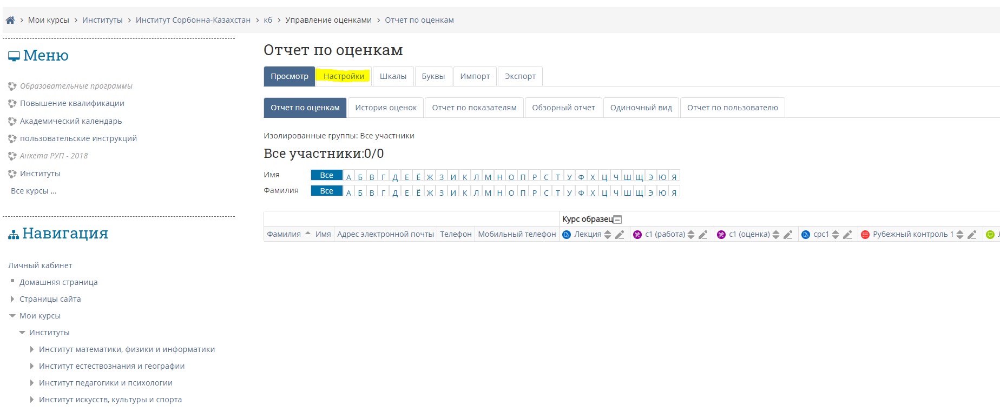 Мои курсы > Институты > Институт Сорбонна-Казахстан > кб > Управление оценками > Отчет по оценкам
Меню
Образовательные программы
Повышение квалификации
Академический календарь
пользовательские инструкций
Анкета РУП - 2018
Институты
Все курсы ...
Навигация
Личный кабинет
Домашняя страница
Страницы сайта
Мои курсы
Институты
Институт математики, физики и информатики
Институт естествознания и географии
Институт педагогики и психологии
Институт искусств, культуры и спорта
Отчет по оценкам
Просмотр Настройки Шкалы Буквы Импорт Экспорт
Отчет по оценкам История оценок Отчет по показателям Обзорный отчет Одиночный вид Отчет по пользователю
Изолированные группы: Все участники
Все участники:0/0
Имя Все А Б В Г Д Е Ё Ж З И К Л М Н О П Р С Т У Ф Х Ц Ч Ш Щ Э Ю Я
Фамилия Все А Б В Г Д Е Ё Ж З И К Л М Н О П Р С Т У Ф Х Ц Ч Ш Щ Э Ю Я
Курс образец
Фамилия Имя Адрес электронной почты Телефон Мобильный телефон Лекция с1 (работа) с1 (оценка) срс1 Рубежный контроль 1